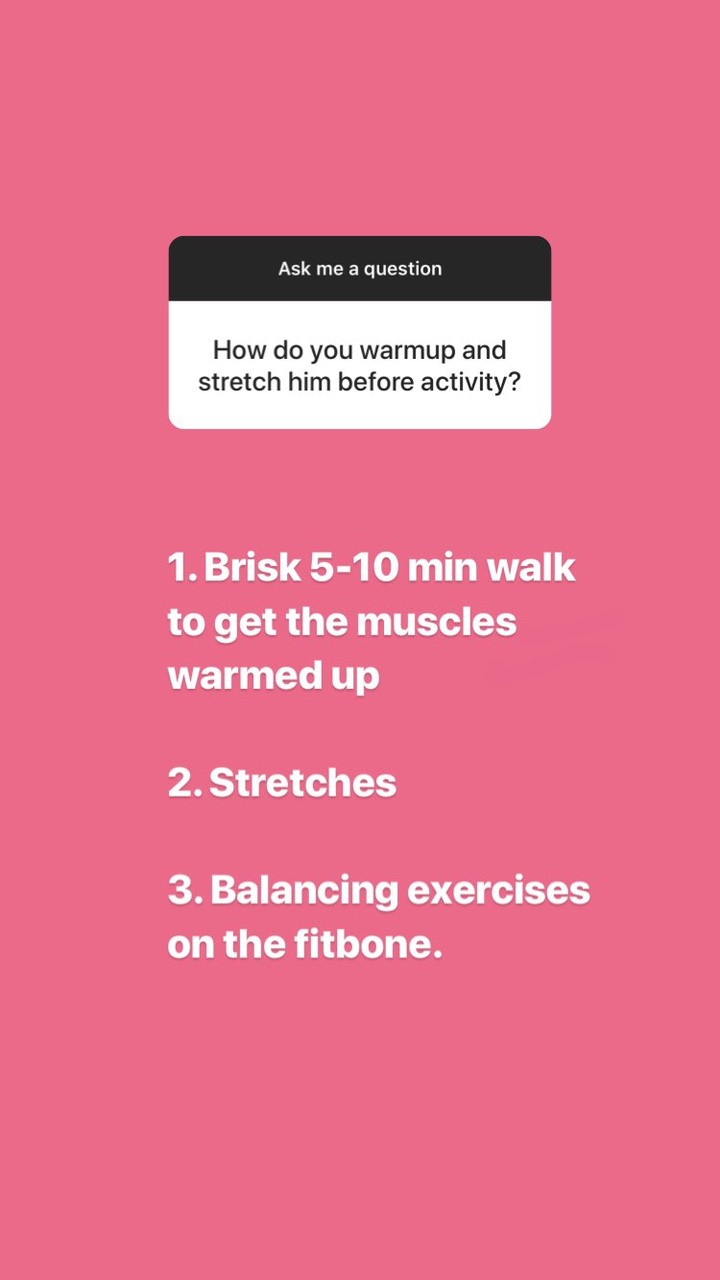 Ask me a question
How do you warmup and
stretch him before activity?
1. Brisk 5-10 min walk
to get the muscles
warmed up
2. Stretches
3. Balancing exercises
on the fitbone.